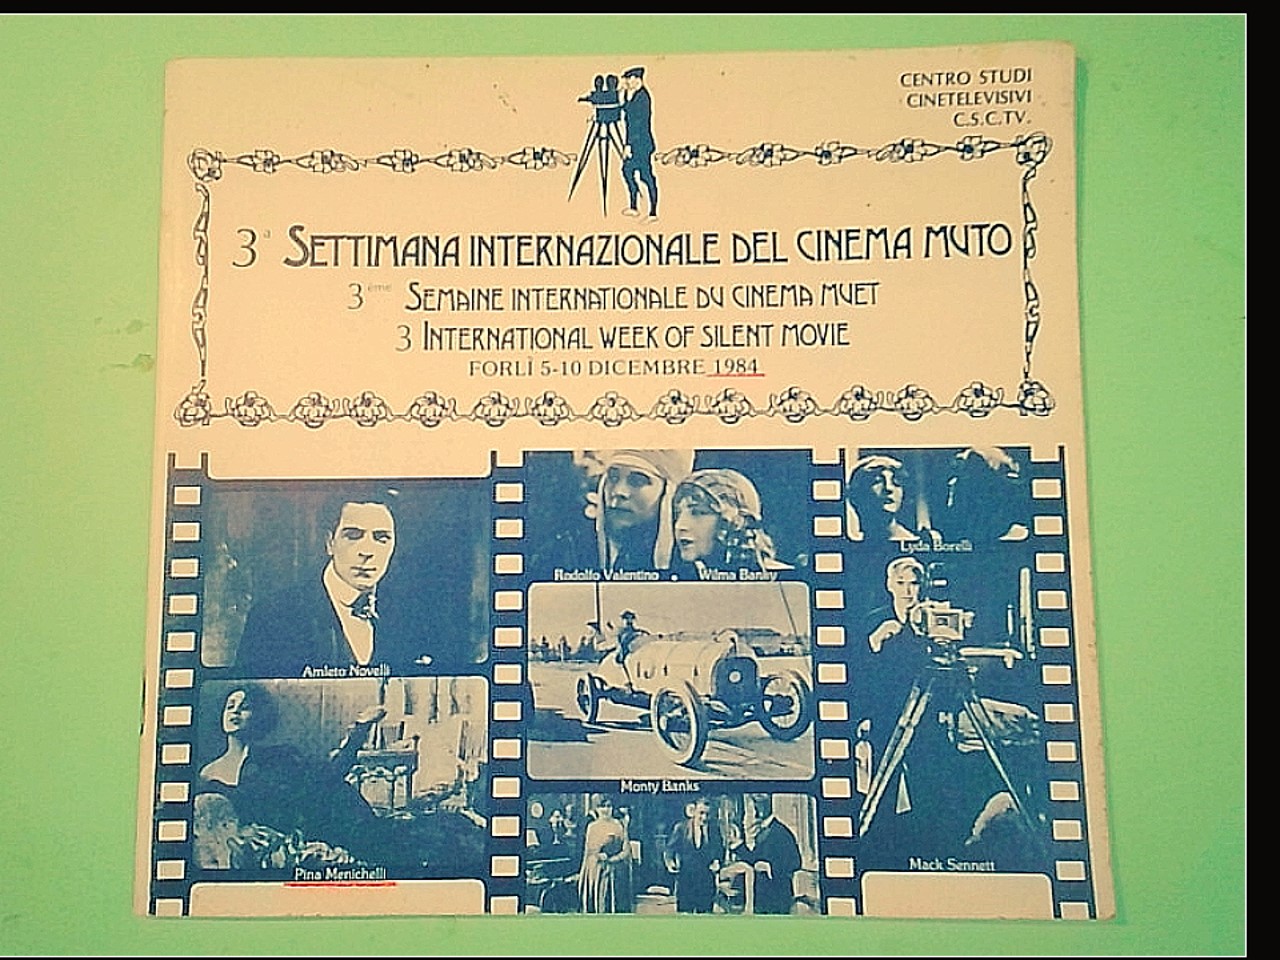 CENTRO STUDI
CINETELEVISIVI
C.S.C.TV.
3ª SETTIMANA INTERNAZIONALE DEL CINEMA MUTO
3ème SEMAINE INTERNATIONALE DU CINEMA MUET
3 INTERNATIONAL WEEK OF SILENT MOVIE
FORLÌ 5-10 DICEMBRE 1984
Rodolfo Valentino . Wilma Banky
Lyda Borelli
Amleto Novelli
Monty Banks
Mack Sennett
Pina Menichelli